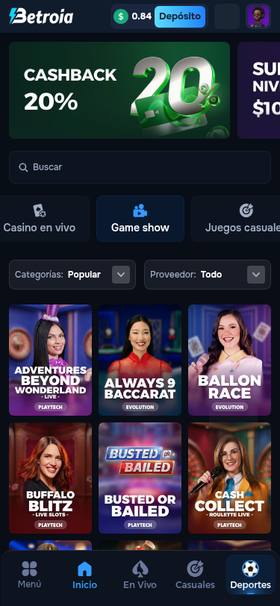 Betroia
$ 0.84 Depósito
CASHBACK
20%
20
NIV
$10
Buscar
Casino en vivo
Game show
Juegos casuale
Categorías: Popular
Proveedor: Todo
ADVENTURES
BEYOND
WONDERLAND
- LIVE -
PLAYTECH
ALWAYS 9
BACCARAT
EVOLUTION
BALLON
RACE
EVOLUTION
BUFFALO
BLITZ
- LIVE SLOTS -
PLAYTECH
BUSTED OR
BAILED
BUSTED OR
BAILED
PLAYTECH
CASH
COLLECT
- ROULETTE LIVE -
PLAYTECH
Menú
Inicio
En Vivo
Casuales
Deportes